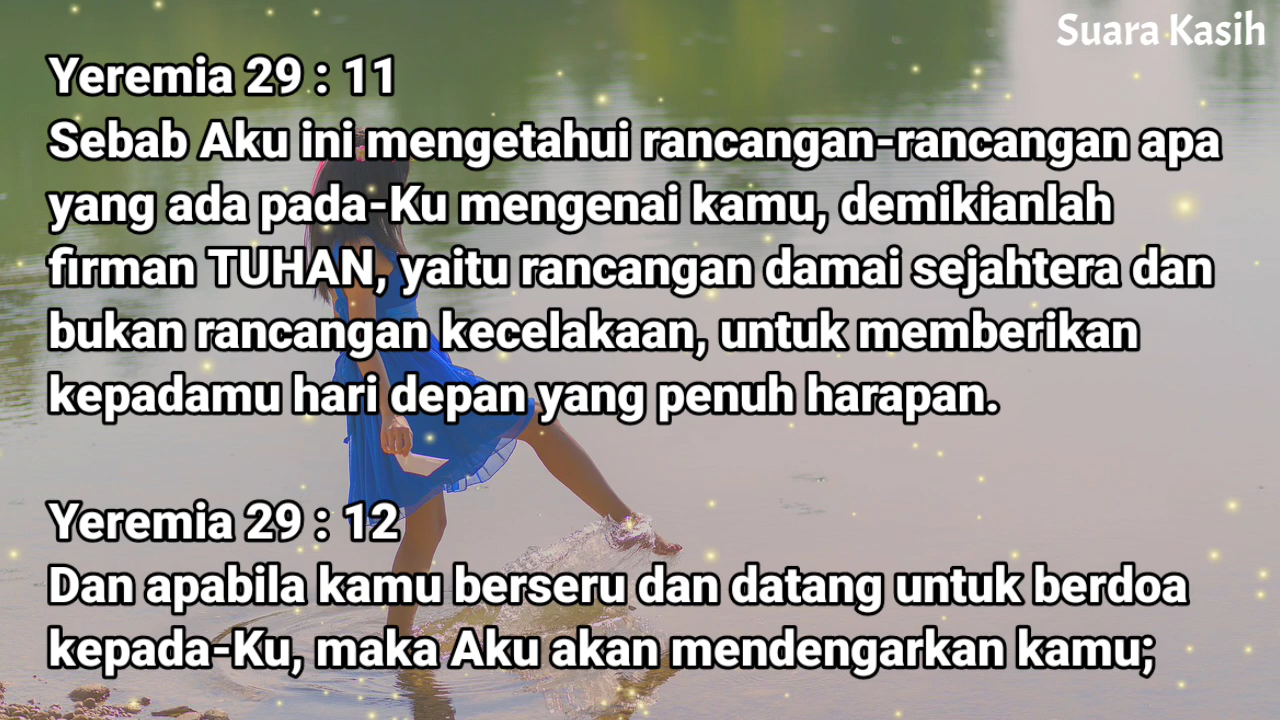 Suara Kasih
Yeremia 29 : 11
Sebab Aku ini mengetahui rancangan-rancangan apa
yang ada pada-Ku mengenai kamu, demikianlah
firman TUHAN, yaitu rancangan damai sejahtera dan
bukan rancangan kecelakaan, untuk memberikan
kepadamu hari depan yang penuh harapan.
Yeremia 29 : 12
Dan apabila kamu berseru dan datang untuk berdoa
kepada-Ku, maka Aku akan mendengarkan kamu;